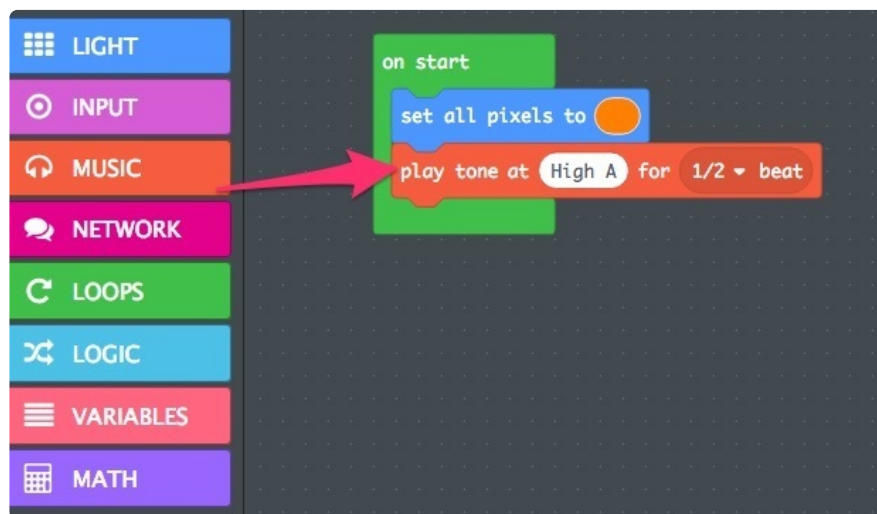 LIGHT
INPUT
MUSIC
NETWORK
LOOPS
LOGIC
VARIABLES
MATH
on start
set all pixels to
play tone at High A for 1/2 beat